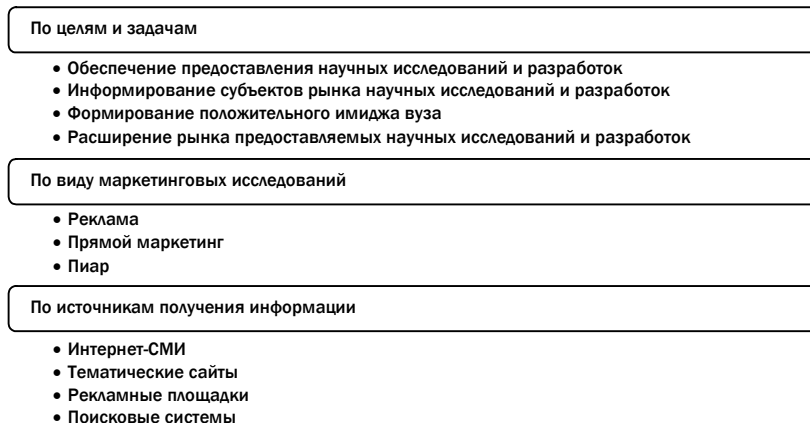 По целям и задачам
• Обеспечение предоставления научных исследований и разработок
• Информирование субъектов рынка научных исследований и разработок
• Формирование положительного имиджа вуза
• Расширение рынка предоставляемых научных исследований и разработок
По виду маркетинговых исследований
• Реклама
• Прямой маркетинг
• Пиар
По источникам получения информации
• Интернет-СМИ
• Тематические сайты
• Рекламные площадки
• Поисковые системы